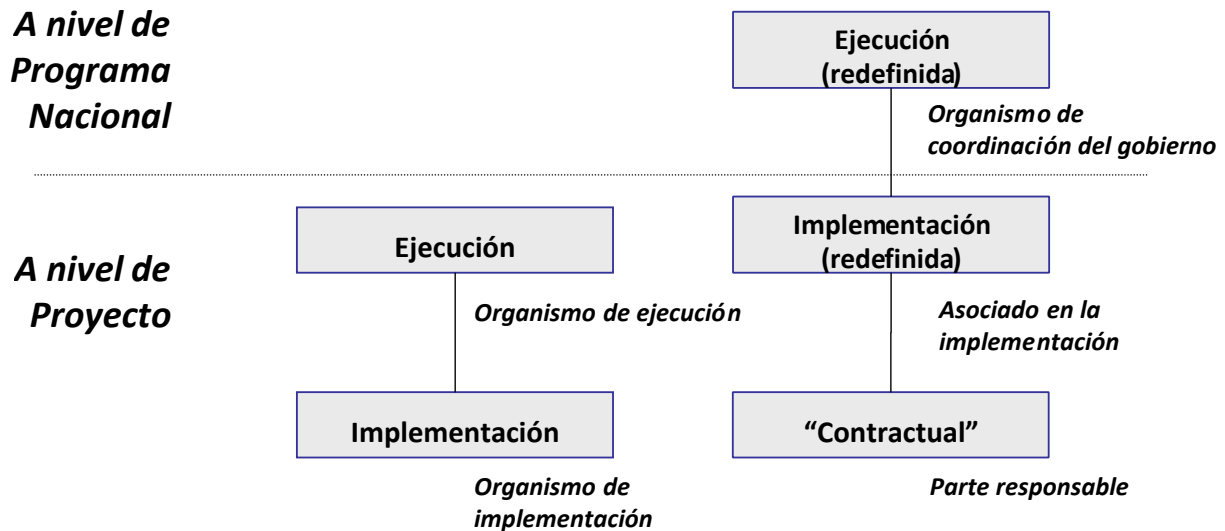 A nivel de
Programa
Nacional
Ejecución
(redefinida)
Organismo de
coordinación del gobierno
A nivel de
Proyecto
Ejecución
Organismo de ejecución
Implementación
Organismo de
implementación
Implementación
(redefinida)
Asociado en la
implementación
“Contractual”
Parte responsable